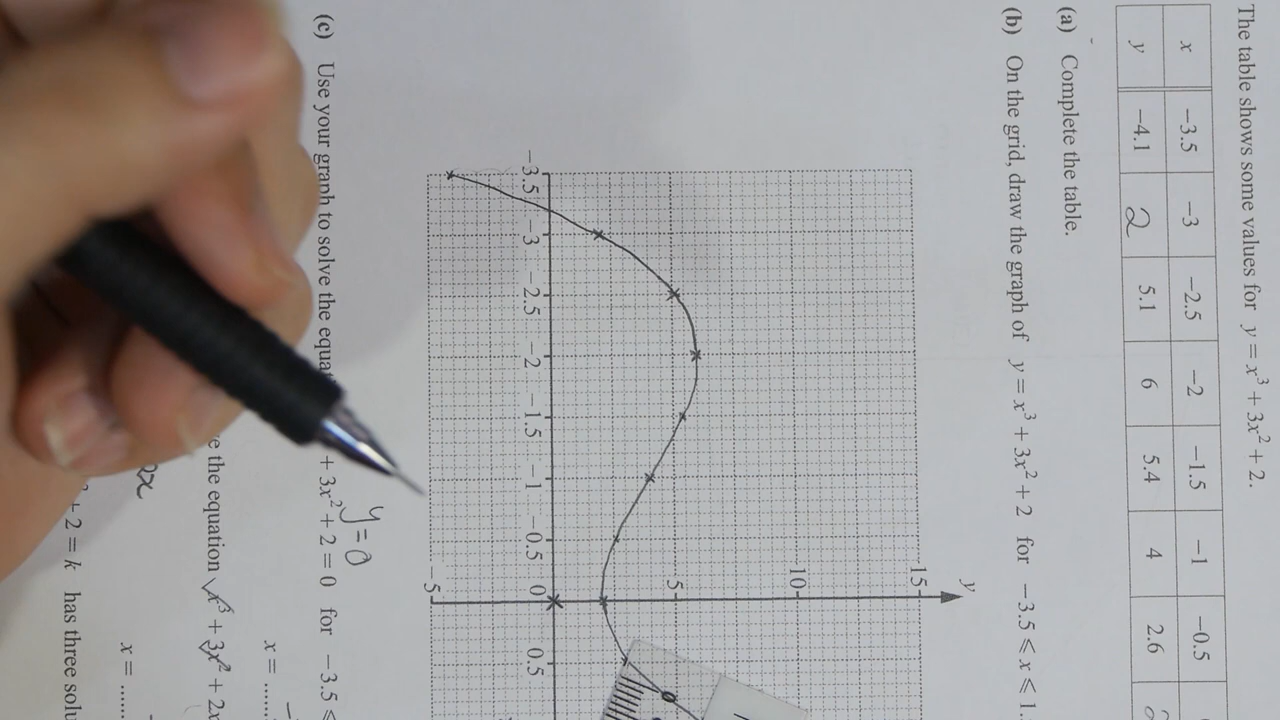 The table shows some values for y = x³ + 3x² + 2.
x −3.5 −3 −2.5 −2 −1.5 −1 −0.5
y −4.1 2 5.1 6 5.4 4 2.6
(a) Complete the table.
(b) On the grid, draw the graph of y = x³ + 3x² + 2 for −3.5 ⩽ x ⩽ 1.
y
15
10
5
−3.5 −3 −2.5 −2 −1.5 −1 −0.5 0 0.5
−5
y=0
(c) Use your graph to solve the + 3x² + 2 = 0 for −3.5 ⩽
x =
the equation x³ + 3x² + 2x
2x
x =
+ 2 = k has three